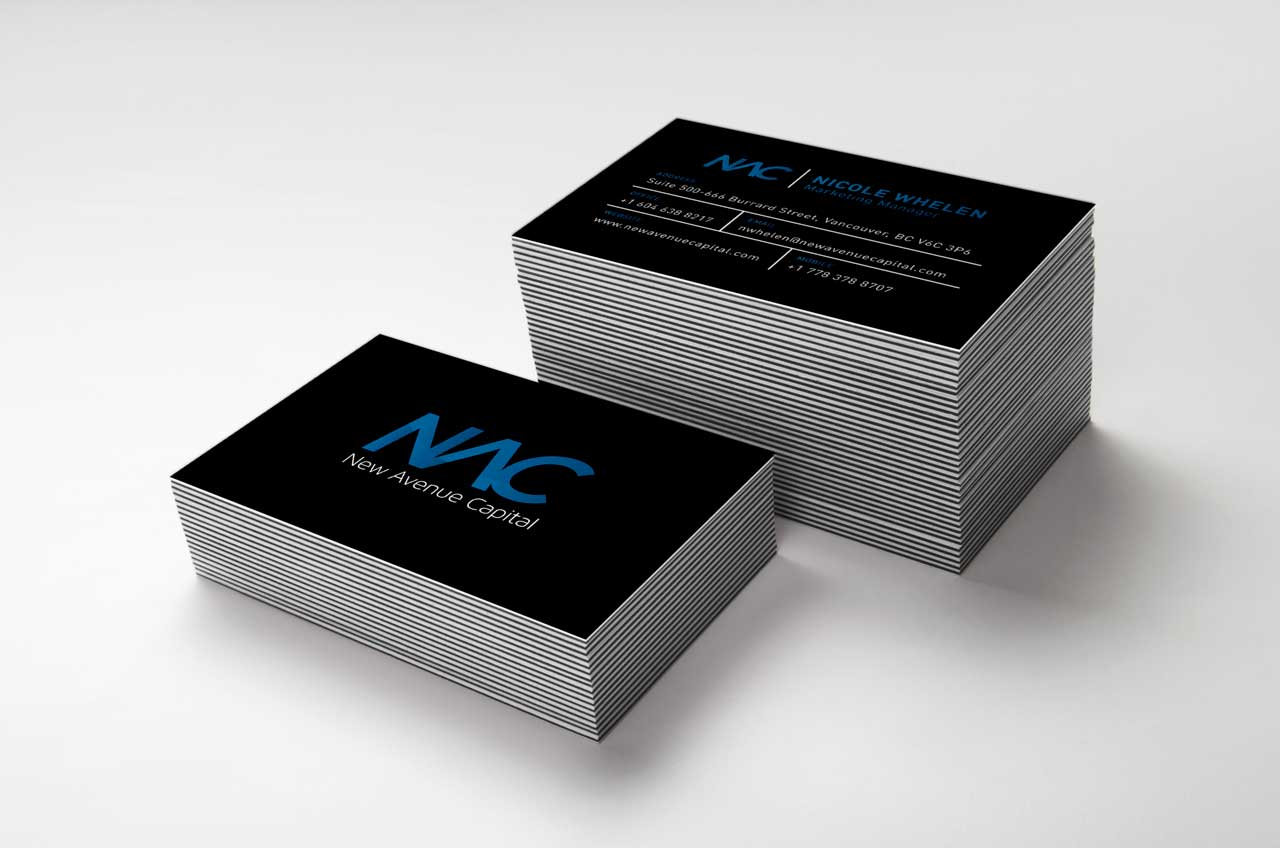 NAC
NICOLE WHELEN
Marketing Manager
ADDRESS
Suite 500-666 Burrard Street, Vancouver, BC V6C 3P6
OFFICE
+1 604 638 8217
EMAIL
nwhelen@newavenuecapital.com
WEBSITE
www.newavenuecapital.com
MOBILE
+1 778 378 8707
NAC
New Avenue Capital